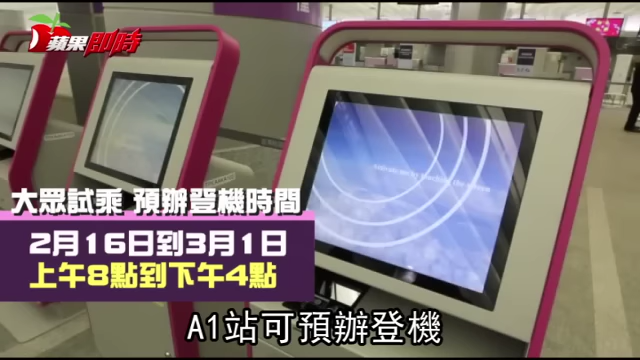 蘋果即時
大眾試乘 預辦登機時間
2月16日到3月1日
上午8點到下午4點
A1站可預辦登機